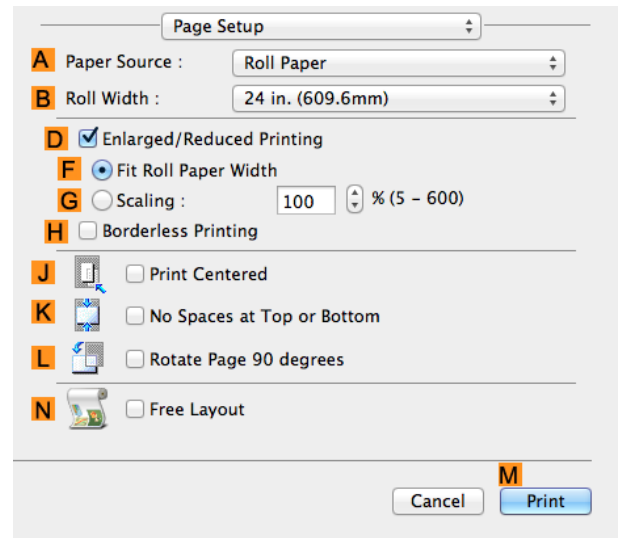 Page Setup
A Paper Source : Roll Paper
B Roll Width : 24 in. (609.6mm)
D Enlarged/Reduced Printing
F Fit Roll Paper Width
G Scaling : 100 % (5 – 600)
H Borderless Printing
J Print Centered
K No Spaces at Top or Bottom
L Rotate Page 90 degrees
N Free Layout
M
Cancel Print